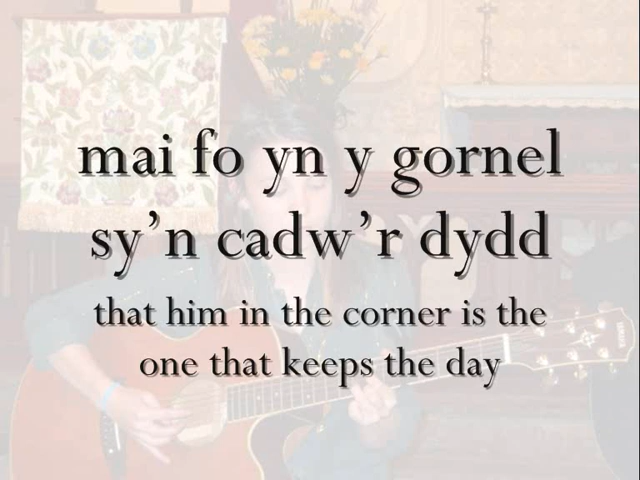 mai fo yn y gornel
sy’n cadw’r dydd
that him in the corner is the
one that keeps the day